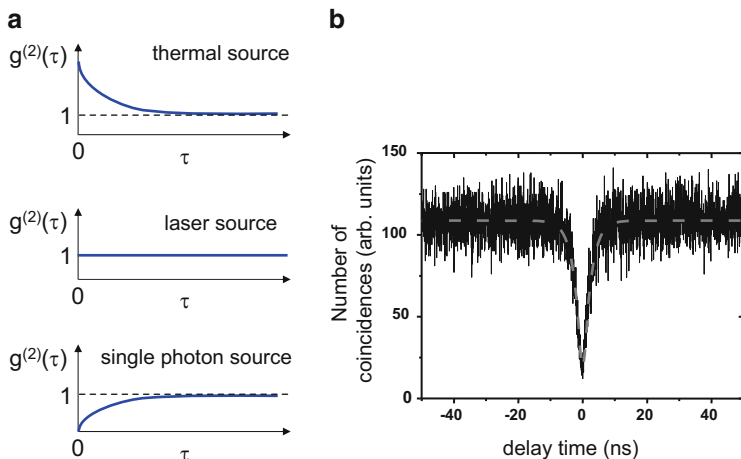 a
g⁽²⁾(τ)
thermal source
1
0
τ
g⁽²⁾(τ)
laser source
1
0
τ
g⁽²⁾(τ)
single photon source
1
0
τ
b
Number of
coincidences (arb. units)
150
100
50
0
-40 -20 0 20 40
delay time (ns)